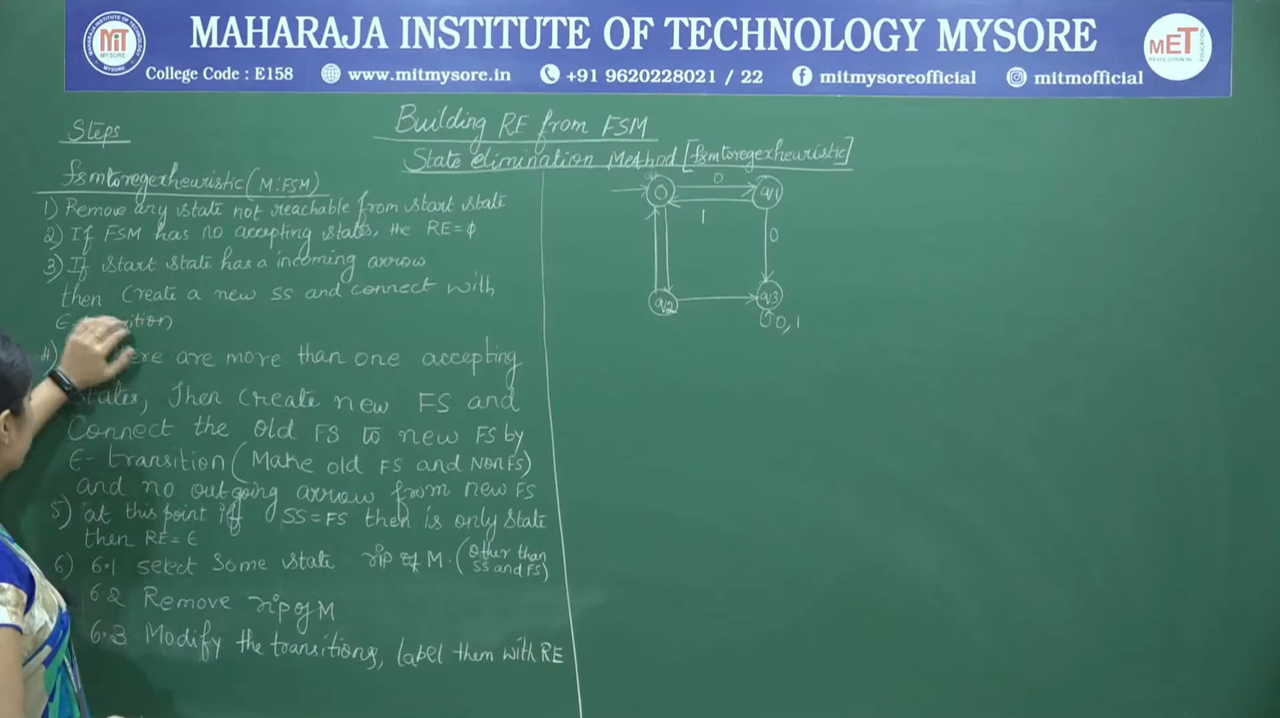 MAHARAJA INSTITUTE OF TECHNOLOGY MYSORE
College Code : E158 www.mitmysore.in +91 9620228021 / 22 mitmysoreofficial mitmofficial
MIT
MYSORE
MET
EDUCATION
Building RE from FSM
State elimination Method [fsmtoregexheuristic]
Steps
fsmtoregexheuristic (M:FSM)
1) Remove any state not reachable from start state
2) If FSM has no accepting states, the RE=ϕ
3) If start state has a incoming arrow
then Create a new SS and connect with
4) are more than one accepting
states, Then Create new FS and
Connect the old FS to new FS by
ϵ- transition (Make old FS and NonFS)
and no outgoing arrow from new FS
5) at this point if SS=FS then is only state
then RE=ϵ
6) 6.1 select some state rip of M. (Other than SS and FS)
6.2 Remove rip of M
6.3 Modify the transitions, label them with RE
0
q1
1
0
q2
q3
0,1